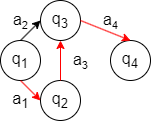 a₂ q₃ a₄
q₁ a₃ q₄
a₁ q₂